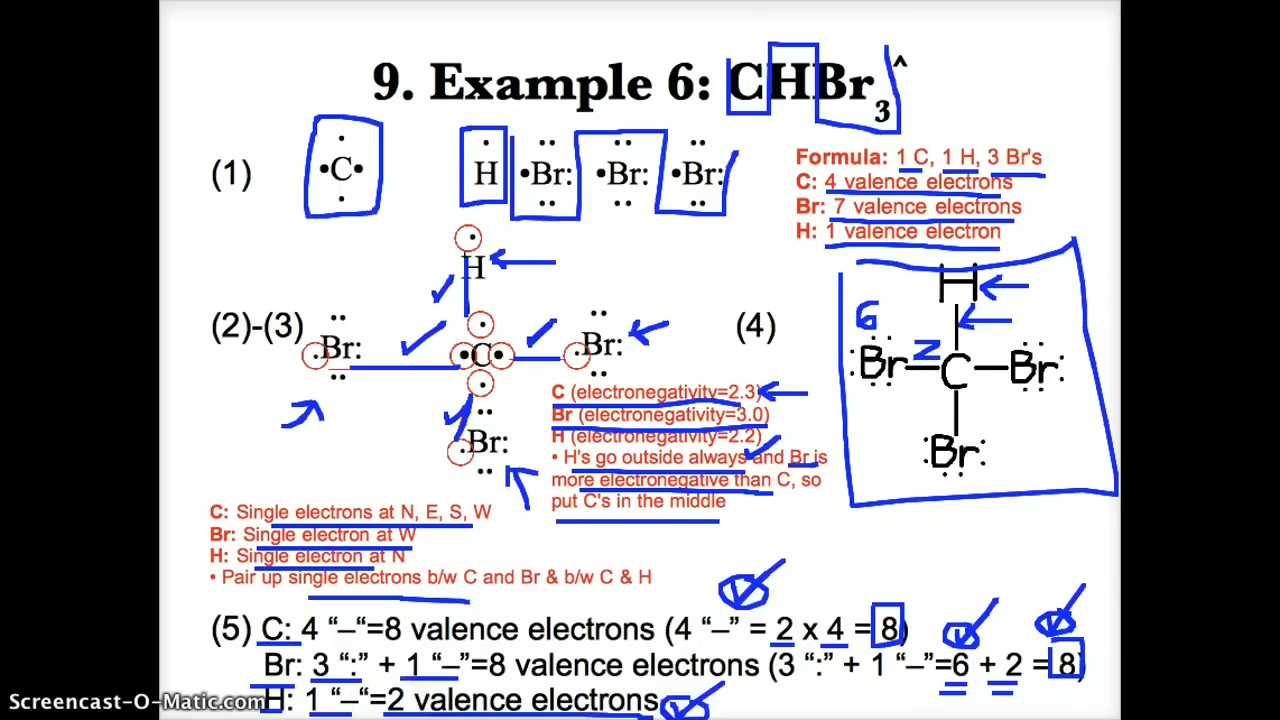 9. Example 6: CHBr3 ^
(1) •C• H •Br: •Br: •Br:
Formula: 1 C, 1 H, 3 Br's
C: 4 valence electrons
Br: 7 valence electrons
H: 1 valence electron
H
H
(2)-(3) .Br: •C• .Br: (4)
6
:Br – C – Br:
2
C (electronegativity=2.3)
Br (electronegativity=3.0)
H (electronegativity=2.2)
• H's go outside always and Br is
more electronegative than C, so
put C's in the middle
.Br:
:Br:
C: Single electrons at N, E, S, W
Br: Single electron at W
H: Single electron at N
• Pair up single electrons b/w C and Br & b/w C & H
(5) C: 4 “–”=8 valence electrons (4 “–” = 2 x 4 = 8)
Br: 3 “:” + 1 “–”=8 valence electrons (3 “:” + 1 “–”=6 + 2 = 8)
H: 1 “–”=2 valence electrons
Screencast-O-Matic.com